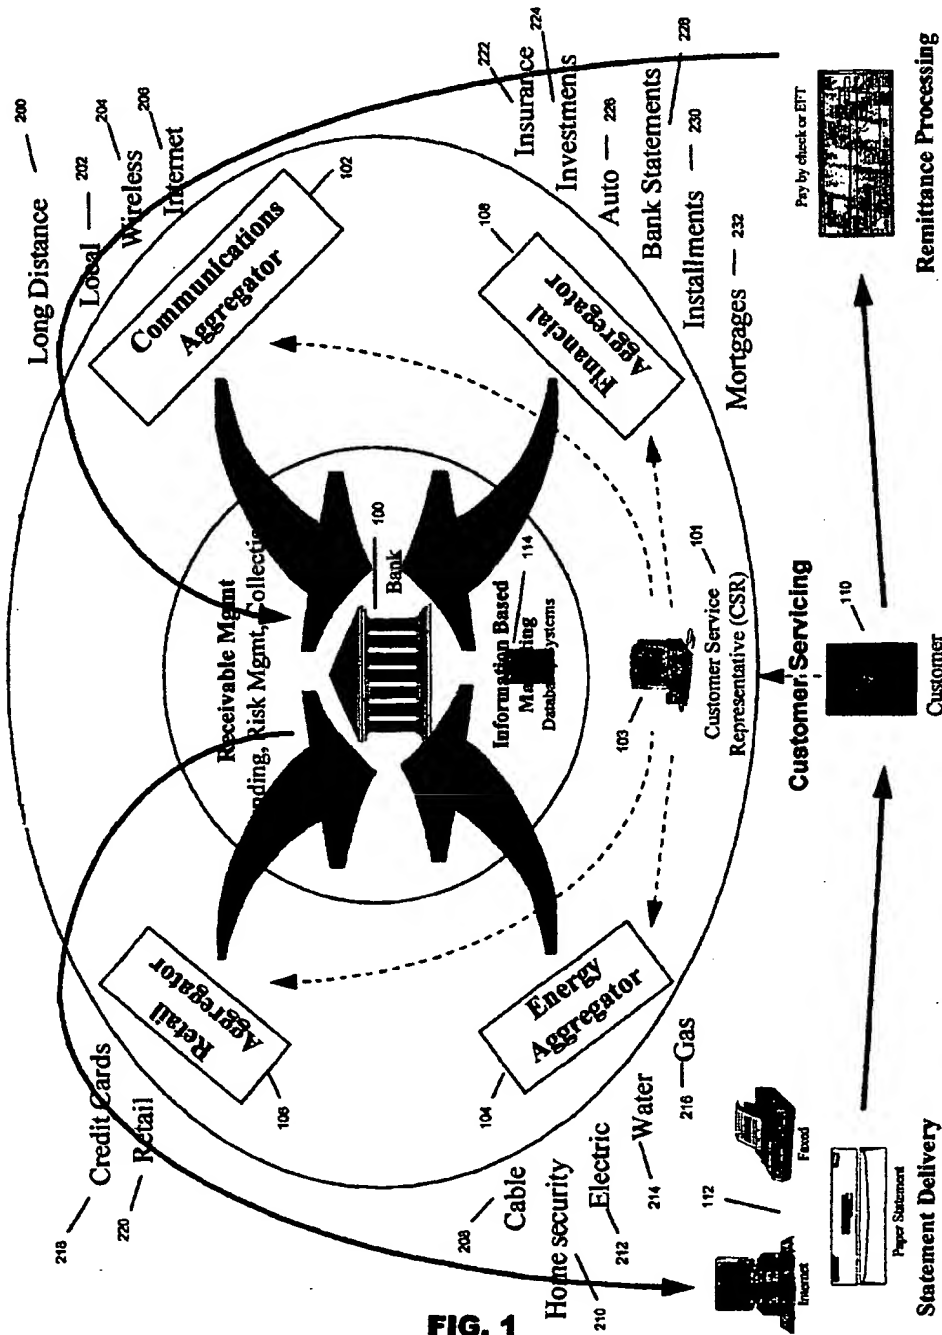 Long Distance
200
Local
202
Wireless
204
Internet
206
Communications
Aggregator
102
Insurance
222
Investments
224
Auto
226
Bank Statements
228
Installments
230
Mortgages
232
Financial
Aggregator
108
Receivable Mgmt
Risk Mgmt, Collection
100
Bank
Information Based
114
101
Customer Service
Representative (CSR)
103
Customer Servicing
110
Customer
Pay by check or EFT
Remittance Processing
Credit Cards
218
Retail
220
Retail
Aggregator
106
Energy
Aggregator
104
208
Cable
Home security
210
Electric
212
Water
214
216
Gas
112
Internet
Faxed
Paper Statement
Statement Delivery
FIG. 1